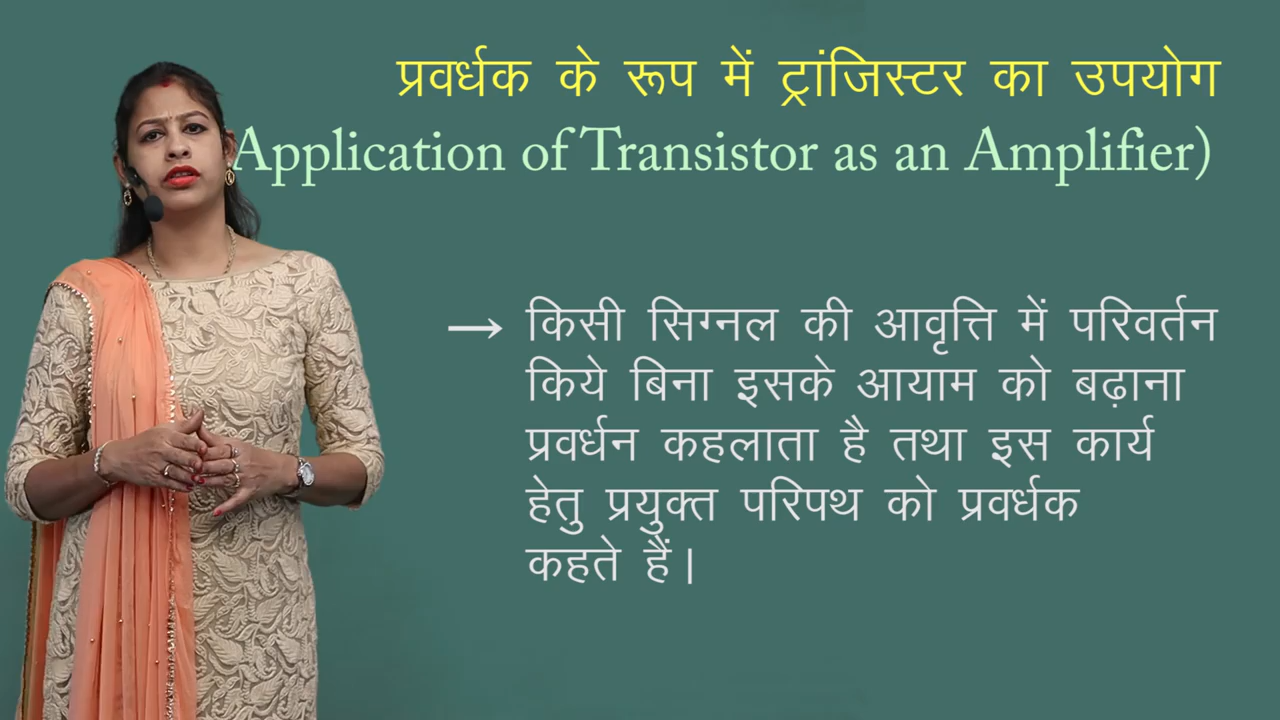 प्रवर्धक के रूप में ट्रांजिस्टर का उपयोग
Application of Transistor as an Amplifier)
→ किसी सिग्नल की आवृत्ति में परिवर्तन
किये बिना इसके आयाम को बढ़ाना
प्रवर्धन कहलाता है तथा इस कार्य
हेतु प्रयुक्त परिपथ को प्रवर्धक
कहते हैं।